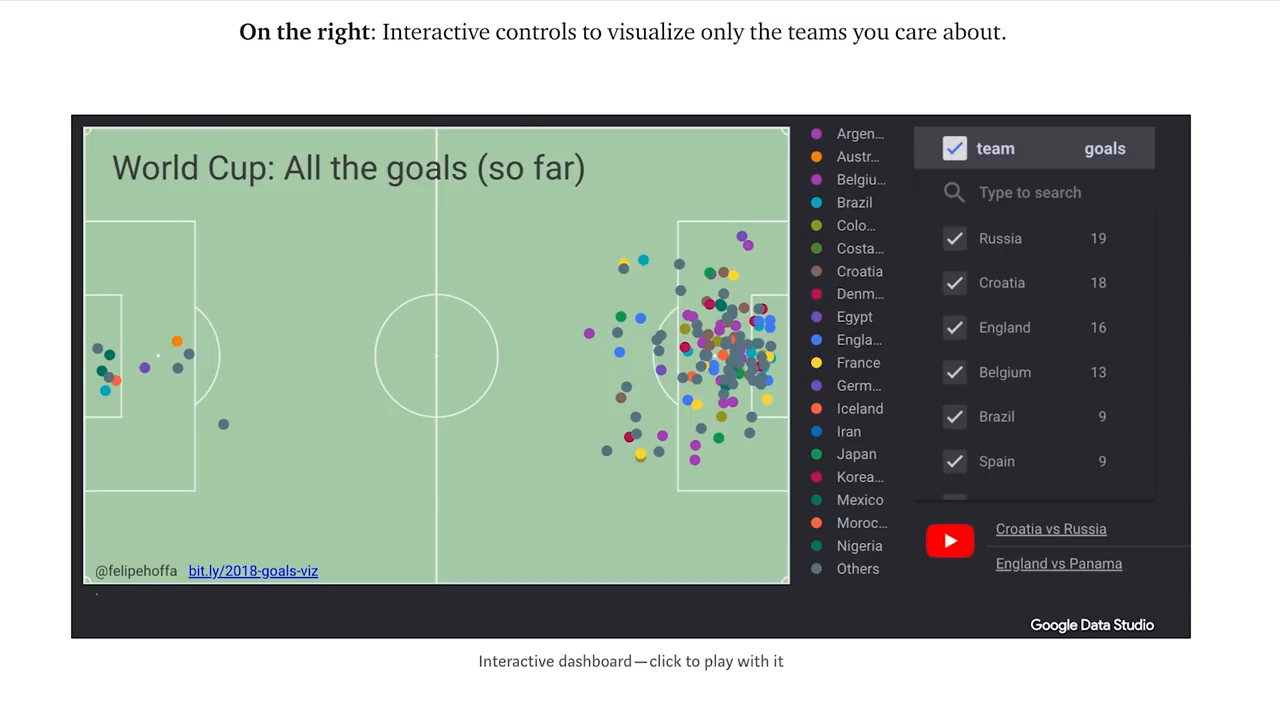 On the right: Interactive controls to visualize only the teams you care about.
World Cup: All the goals (so far)
@felipehoffa bit.ly/2018-goals-viz
Argen...
Austr...
Belgiu...
Brazil
Colo...
Costa...
Croatia
Denm...
Egypt
Engla...
France
Germ...
Iceland
Iran
Japan
Korea...
Mexico
Moroc...
Nigeria
Others
team goals
Type to search
Russia 19
Croatia 18
England 16
Belgium 13
Brazil 9
Spain 9
Croatia vs Russia
England vs Panama
Google Data Studio
Interactive dashboard — click to play with it